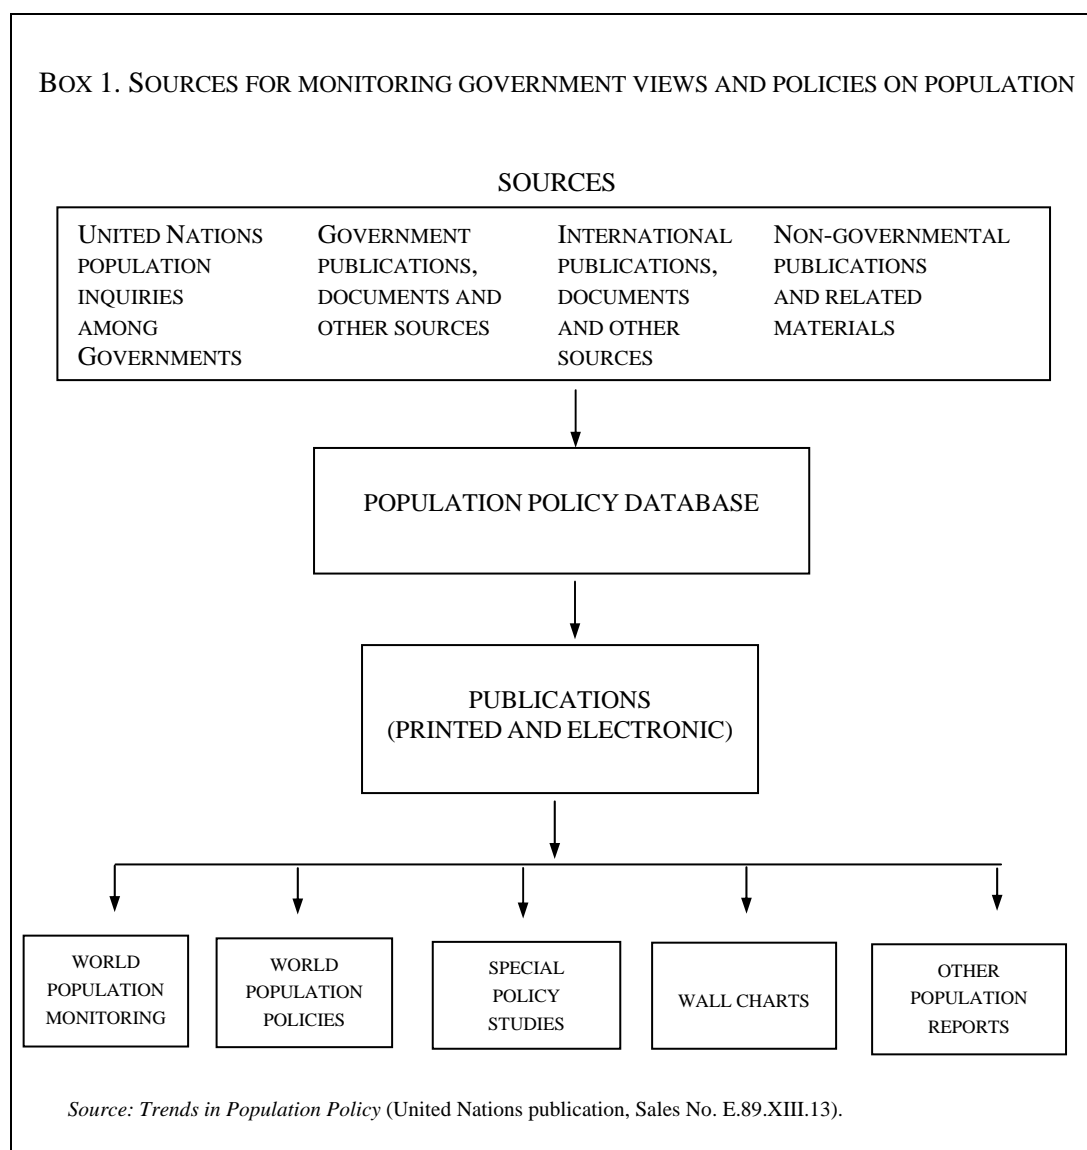 BOX 1. SOURCES FOR MONITORING GOVERNMENT VIEWS AND POLICIES ON POPULATION
SOURCES
UNITED NATIONS
POPULATION
INQUIRIES
AMONG
GOVERNMENTS
GOVERNMENT
PUBLICATIONS,
DOCUMENTS AND
OTHER SOURCES
INTERNATIONAL
PUBLICATIONS,
DOCUMENTS
AND OTHER
SOURCES
NON-GOVERNMENTAL
PUBLICATIONS
AND RELATED
MATERIALS
POPULATION POLICY DATABASE
PUBLICATIONS
(PRINTED AND ELECTRONIC)
WORLD
POPULATION
MONITORING
WORLD
POPULATION
POLICIES
SPECIAL
POLICY
STUDIES
WALL CHARTS
OTHER
POPULATION
REPORTS
Source: Trends in Population Policy (United Nations publication, Sales No. E.89.XIII.13).